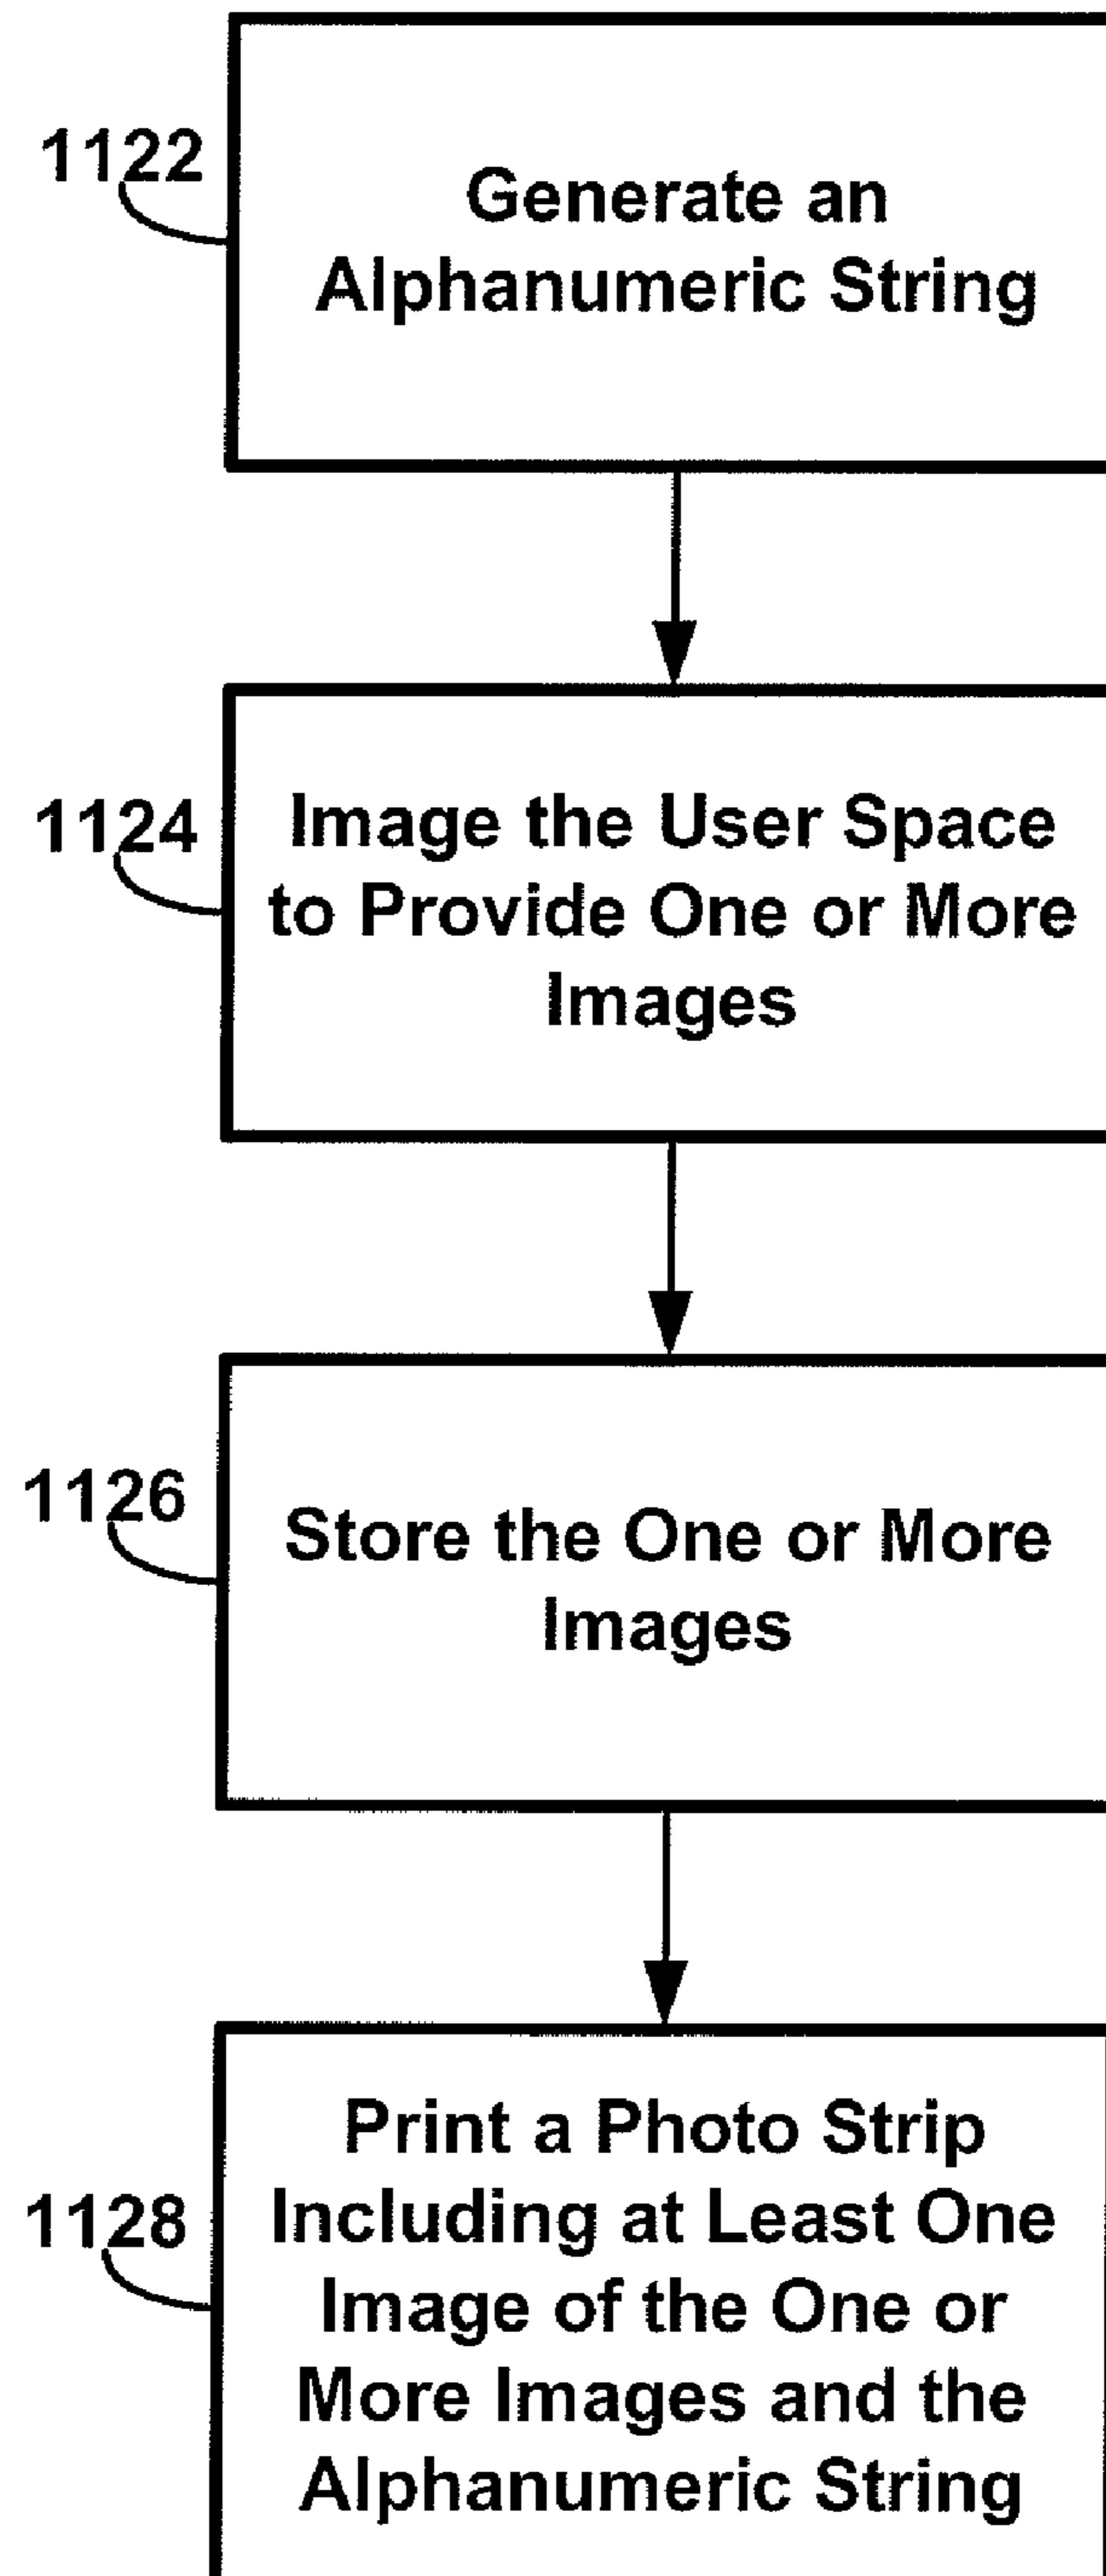 1122
Generate an
Alphanumeric String
1124
Image the User Space
to Provide One or More
Images
1126
Store the One or More
Images
1128
Print a Photo Strip
Including at Least One
Image of the One or
More Images and the
Alphanumeric String